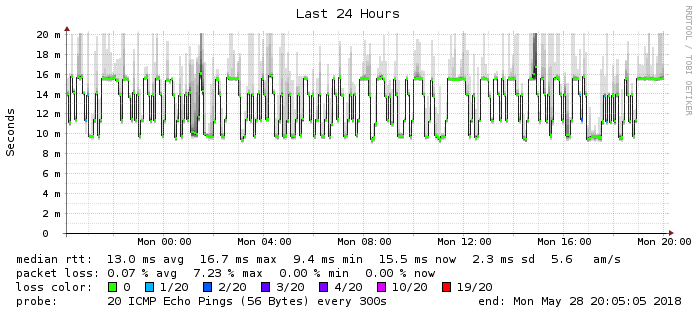 Last 24 Hours
RRDTOOL / TOBI OETIKER
Seconds
20 m
18 m
16 m
14 m
12 m
10 m
8 m
6 m
4 m
2 m
0
Mon 00:00 Mon 04:00 Mon 08:00 Mon 12:00 Mon 16:00 Mon 20:00
median rtt: 13.0 ms avg 16.7 ms max 9.4 ms min 15.5 ms now 2.3 ms sd 5.6 am/s
packet loss: 0.07 % avg 7.23 % max 0.00 % min 0.00 % now
loss color: 0 1/20 2/20 3/20 4/20 10/20 19/20
probe: 20 ICMP Echo Pings (56 Bytes) every 300s end: Mon May 28 20:05:05 2018